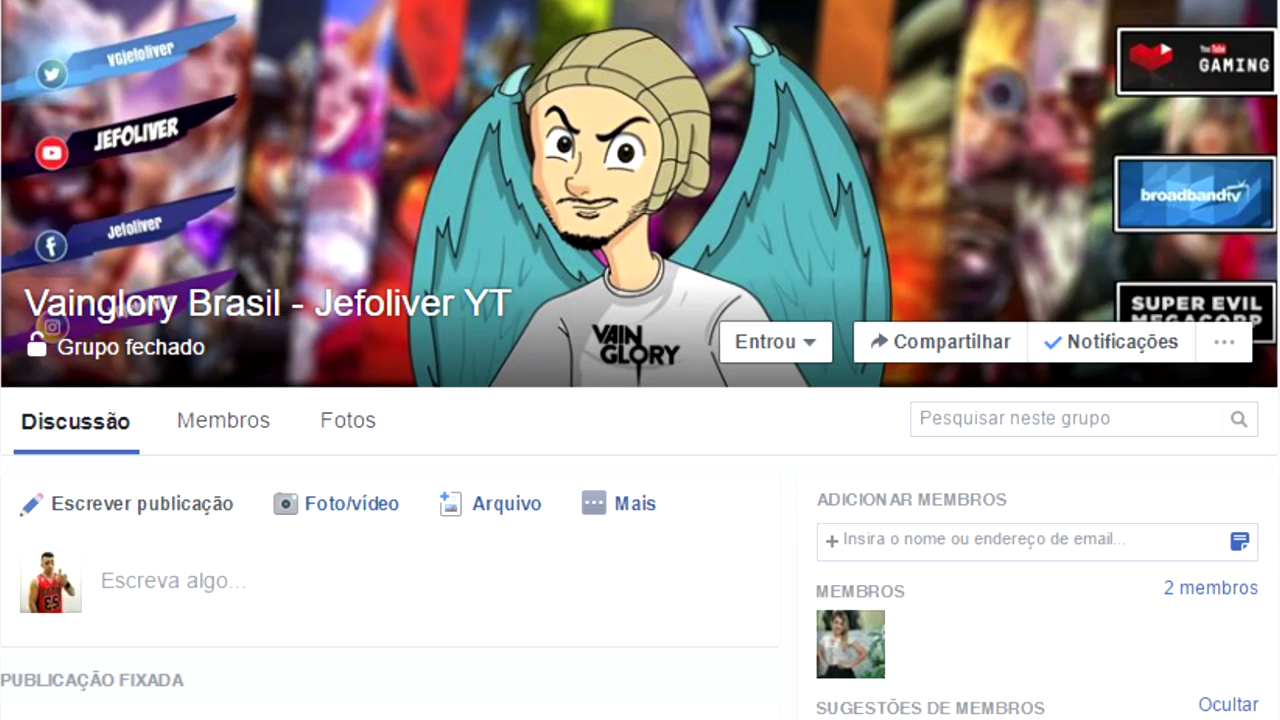 vgjefoliver
JEFOLIVER
Jefoliver
YouTube
GAMING
broadbandtv
SUPER EVIL
MEGACORP
VAIN
GLORY
Vainglory Brasil - Jefoliver YT
Grupo fechado
Entrou
Compartilhar
Notificações
Discussão
Membros
Fotos
Pesquisar neste grupo
Escrever publicação
Foto/vídeo
Arquivo
Mais
Escreva algo...
PUBLICAÇÃO FIXADA
ADICIONAR MEMBROS
+ Insira o nome ou endereço de email...
MEMBROS
2 membros
SUGESTÕES DE MEMBROS
Ocultar